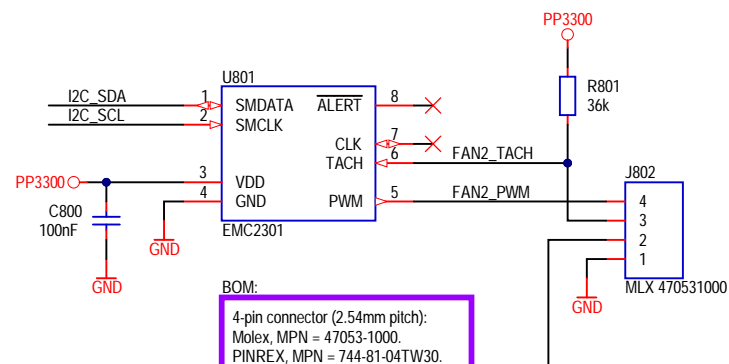 PP3300
U801
R801
36k
I2C_SDA 1 SMDATA ALERT 8
I2C_SCL 2 SMCLK
CLK 7
TACH 6 FAN2_TACH
J802
PP3300 3 VDD
4 GND PWM 5 FAN2_PWM 4
3
2
1
C800
100nF
EMC2301
GND
GND
GND
MLX 470531000
BOM:
4-pin connector (2.54mm pitch):
Molex, MPN = 47053-1000.
PINREX, MPN = 744-81-04TW30.